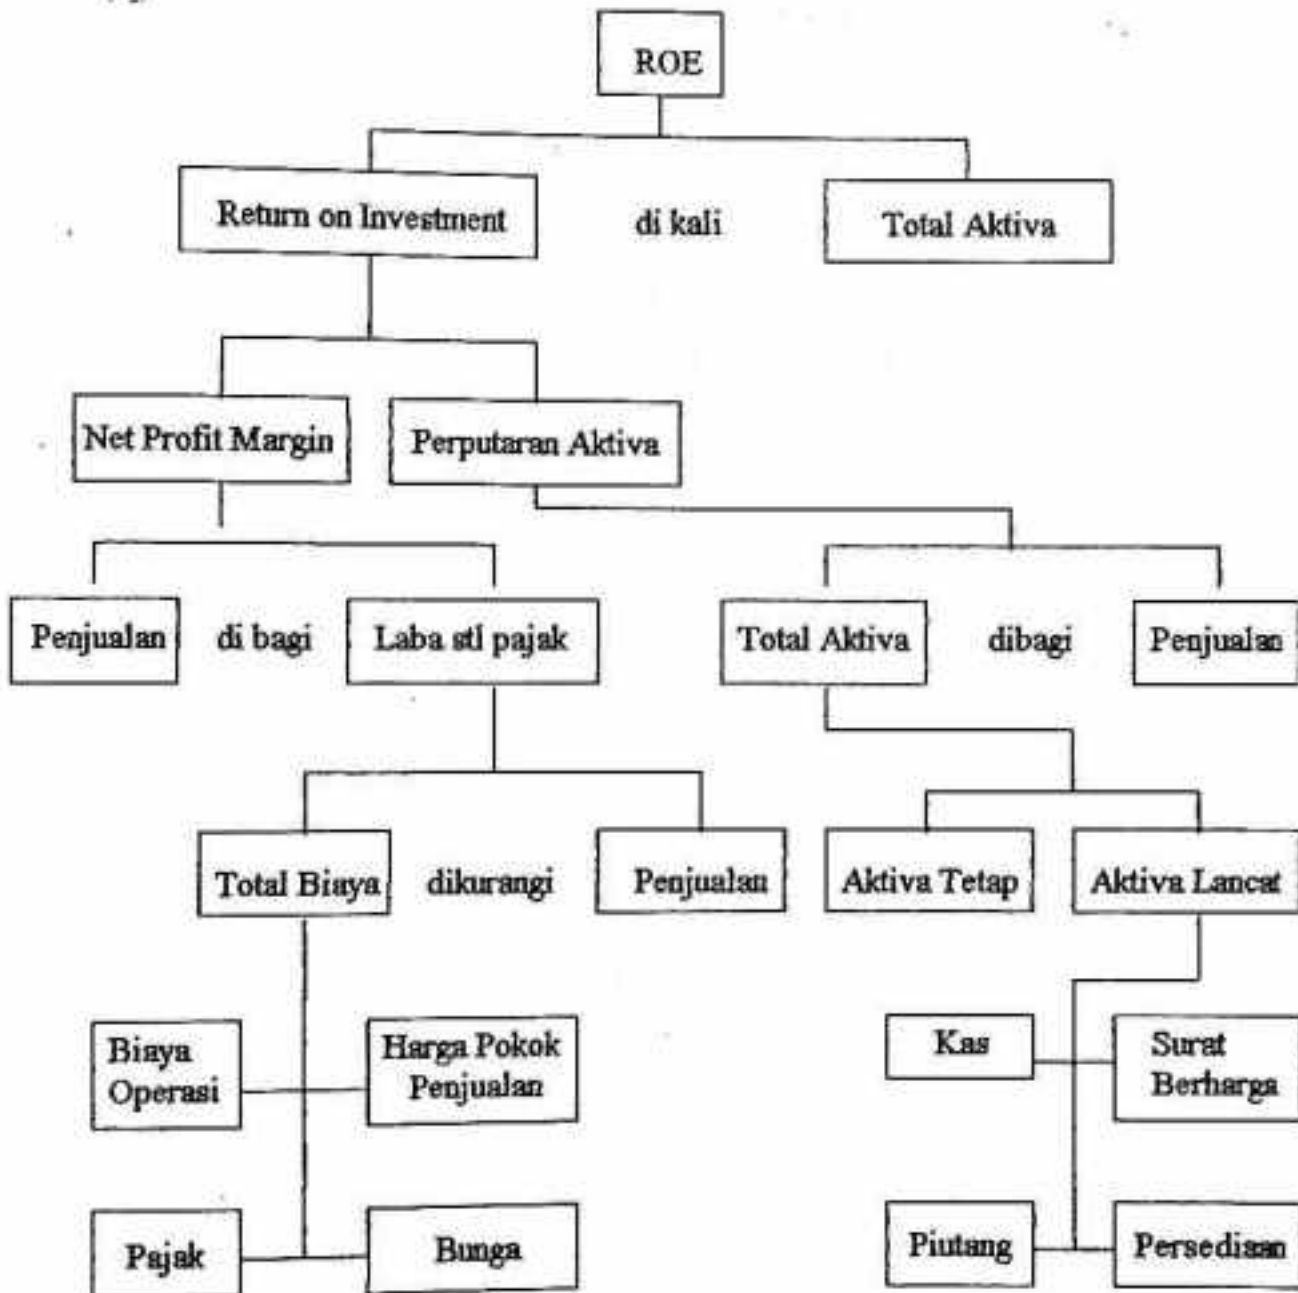 ROE
Return on Investment
di kali
Total Aktiva
Net Profit Margin
Perputaran Aktiva
Penjualan
di bagi
Laba stl pajak
Total Aktiva
dibagi
Penjualan
Total Biaya
dikurangi
Penjualan
Aktiva Tetap
Aktiva Lancat
Biaya
Operasi
Harga Pokok
Penjualan
Kas
Surat
Berharga
Pajak
Bunga
Piutang
Persediaan